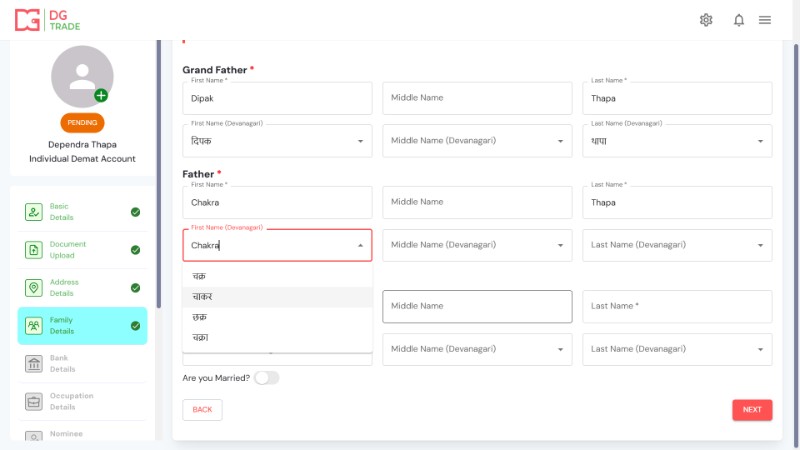 DG
TRADE
PENDING
Dependra Thapa
Individual Demat Account
Basic
Details
Document
Upload
Address
Details
Family
Details
Bank
Details
Occupation
Details
Nominee
Grand Father *
First Name *
Dipak
Middle Name
Last Name *
Thapa
First Name (Devanagari)
दिपक
Middle Name (Devanagari)
Last Name (Devanagari)
थापा
Father *
First Name *
Chakra
Middle Name
Last Name *
Thapa
First Name (Devanagari)
Chakra
Middle Name (Devanagari)
Last Name (Devanagari)
चक्र
चाकर
छक्र
चक्रा
Middle Name
Last Name *
Middle Name (Devanagari)
Last Name (Devanagari)
Are you Married?
BACK
NEXT